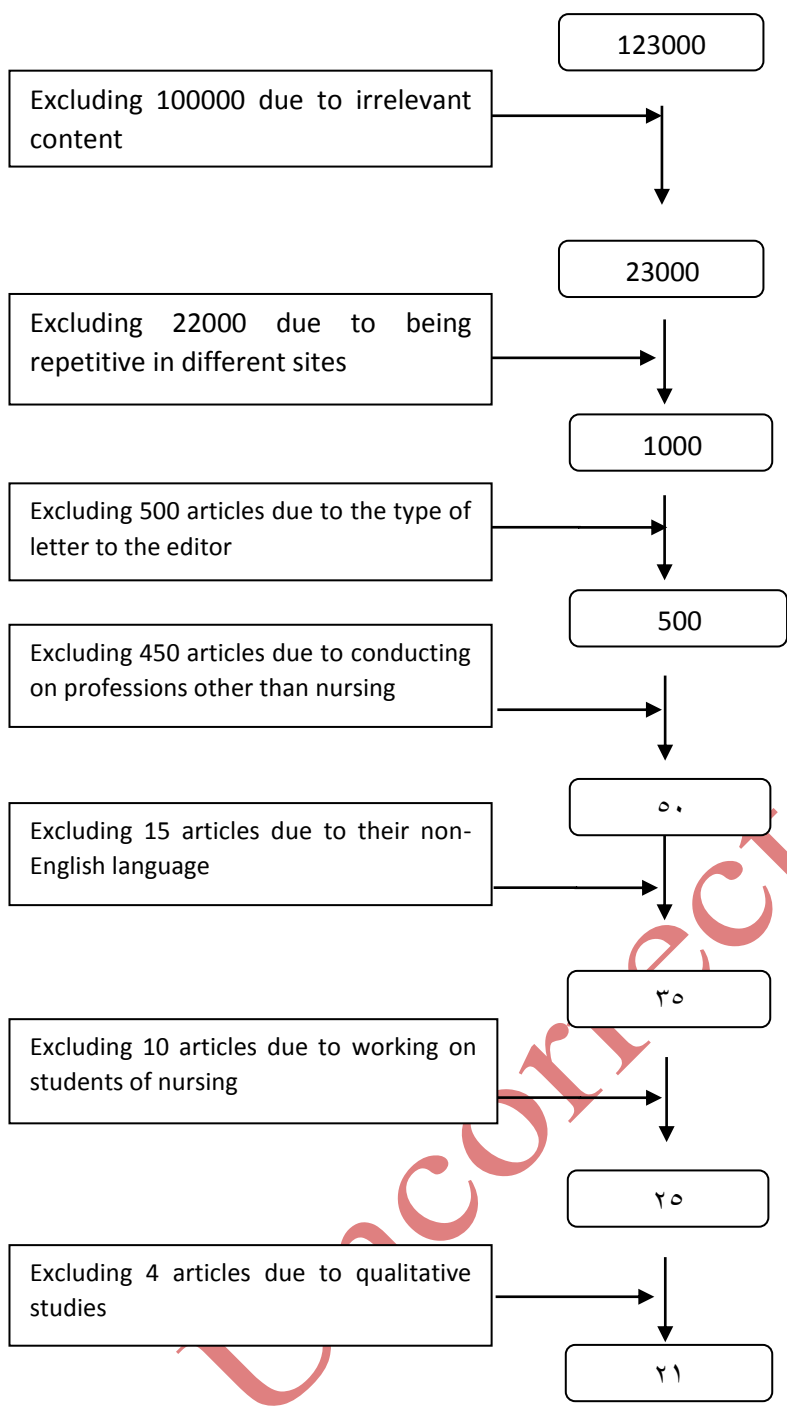 123000
Excluding 100000 due to irrelevant
content
23000
Excluding 22000 due to being
repetitive in different sites
1000
Excluding 500 articles due to the type of
letter to the editor
500
Excluding 450 articles due to conducting
on professions other than nursing
٥٠
Excluding 15 articles due to their non-
English language
٣٥
Excluding 10 articles due to working on
students of nursing
٢٥
Excluding 4 articles due to qualitative
studies
٢١